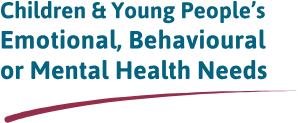 Children & Young People’s
Emotional, Behavioural
or Mental Health Needs